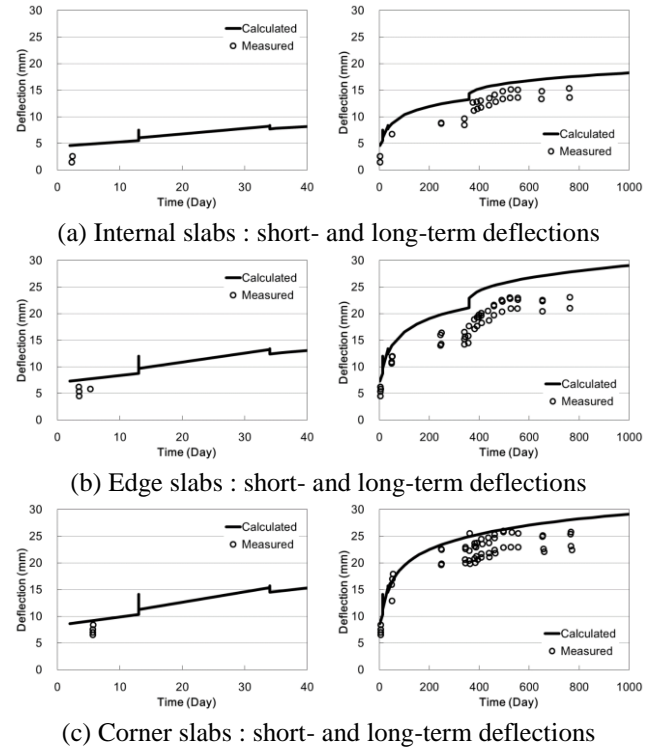 30
25
20
15
10
5
0
Deflection (mm)
Calculated
Measured
0 10 20 30 40
Time (Day)
30
25
20
15
10
5
0
Deflection (mm)
Calculated
Measured
0 200 400 600 800 1000
Time (Day)
(a) Internal slabs : short- and long-term deflections
30
25
20
15
10
5
0
Deflection (mm)
Calculated
Measured
0 10 20 30 40
Time (Day)
30
25
20
15
10
5
0
Deflection (mm)
Calculated
Measured
0 200 400 600 800 1000
Time (Day)
(b) Edge slabs : short- and long-term deflections
30
25
20
15
10
5
0
Deflection (mm)
Calculated
Measured
0 10 20 30 40
Time (Day)
30
25
20
15
10
5
0
Deflection (mm)
Calculated
Measured
0 200 400 600 800 1000
Time (Day)
(c) Corner slabs : short- and long-term deflections